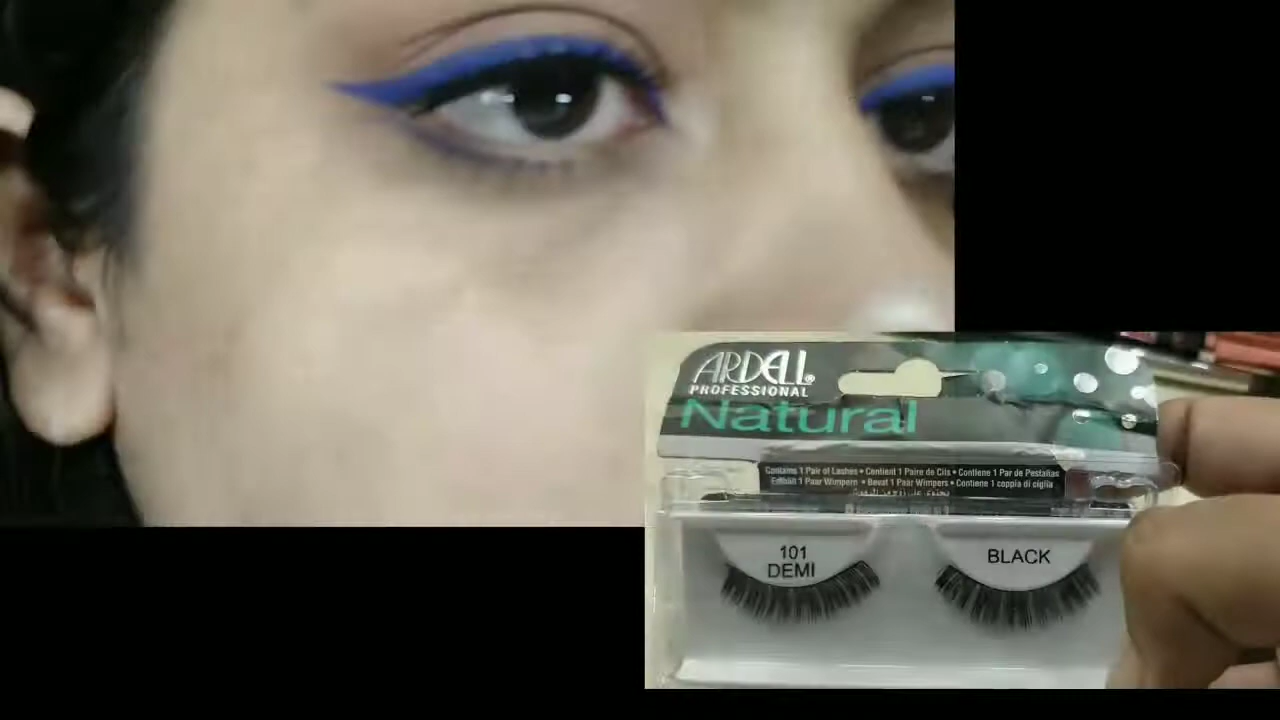 ARDELL®
PROFESSIONAL
Natural
Contains 1 Pair of Lashes • Contient 1 Paire de Cils • Contiene 1 Par de Pestañas
Enthält 1 Paar Wimpern • Bevat 1 Paar Wimpers • Contiene 1 coppia di ciglia
101
DEMI
BLACK